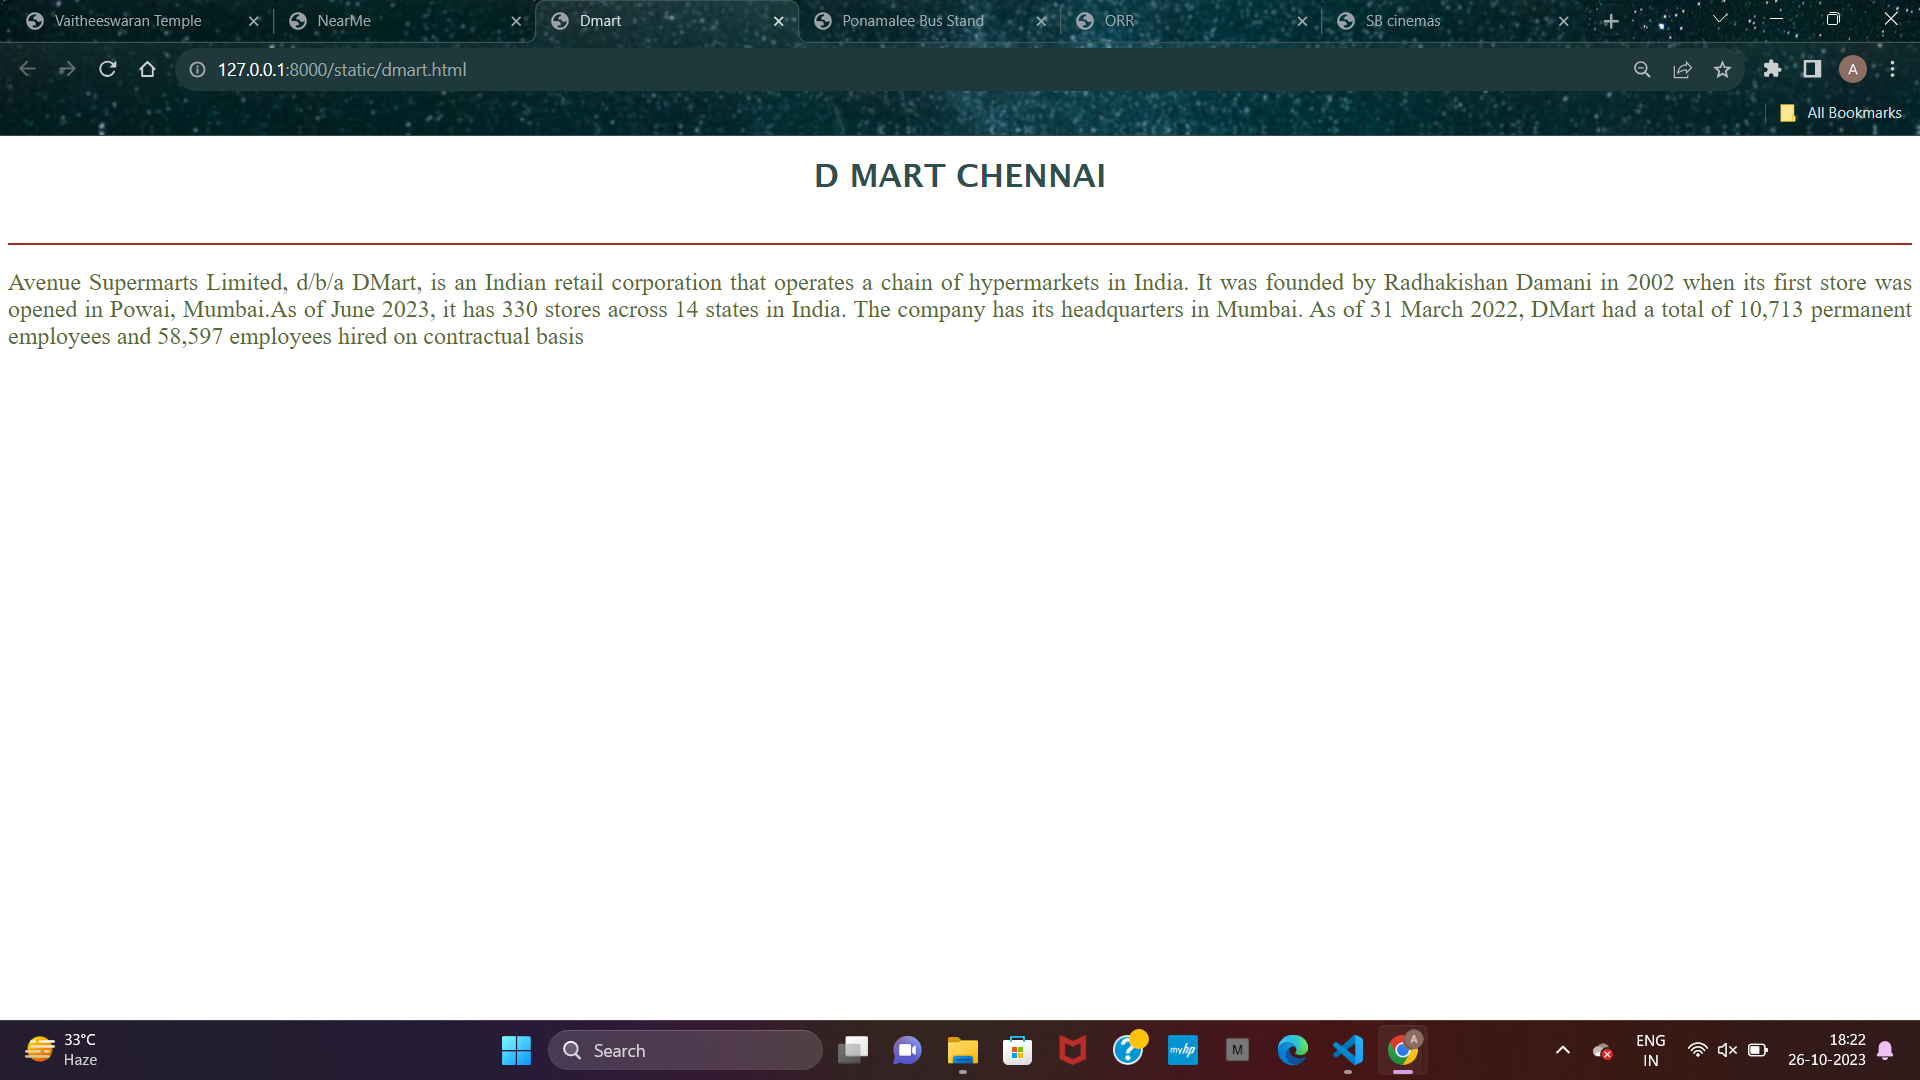 Vaitheeswaran Temple
NearMe
Dmart
Ponamalee Bus Stand
ORR
SB cinemas
127.0.0.1:8000/static/dmart.html
A
All Bookmarks
D MART CHENNAI
Avenue Supermarts Limited, d/b/a DMart, is an Indian retail corporation that operates a chain of hypermarkets in India. It was founded by Radhakishan Damani in 2002 when its first store was
opened in Powai, Mumbai.As of June 2023, it has 330 stores across 14 states in India. The company has its headquarters in Mumbai. As of 31 March 2022, DMart had a total of 10,713 permanent
employees and 58,597 employees hired on contractual basis
33°C
Haze
Search
myhp
M
A
ENG
IN
18:22
26-10-2023